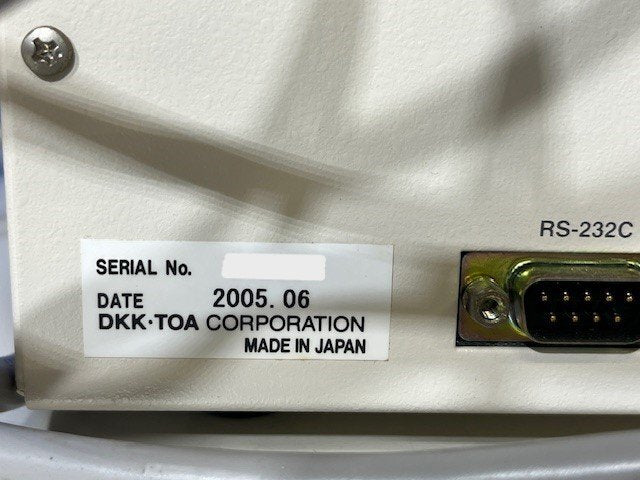 RS-232C
SERIAL No.
DATE 2005. 06
DKK·TOA CORPORATION
MADE IN JAPAN